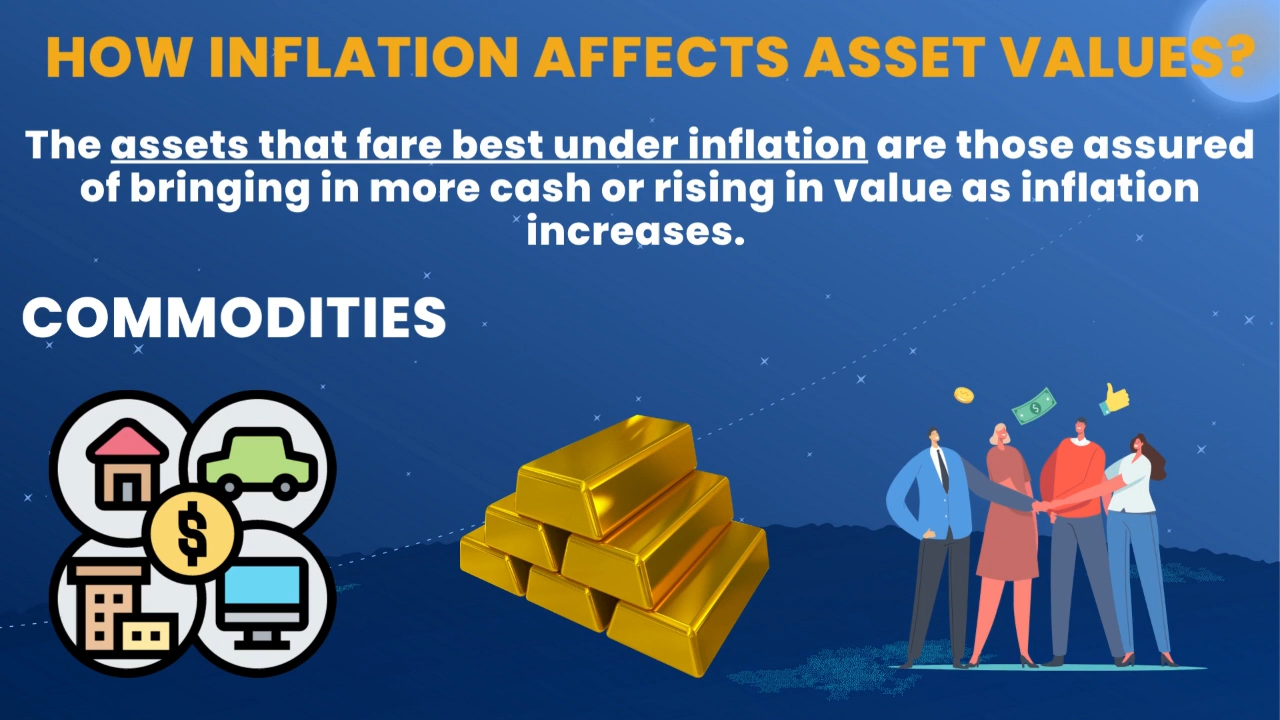 HOW INFLATION AFFECTS ASSET VALUES?
The assets that fare best under inflation are those assured
of bringing in more cash or rising in value as inflation
increases.
COMMODITIES
$
$